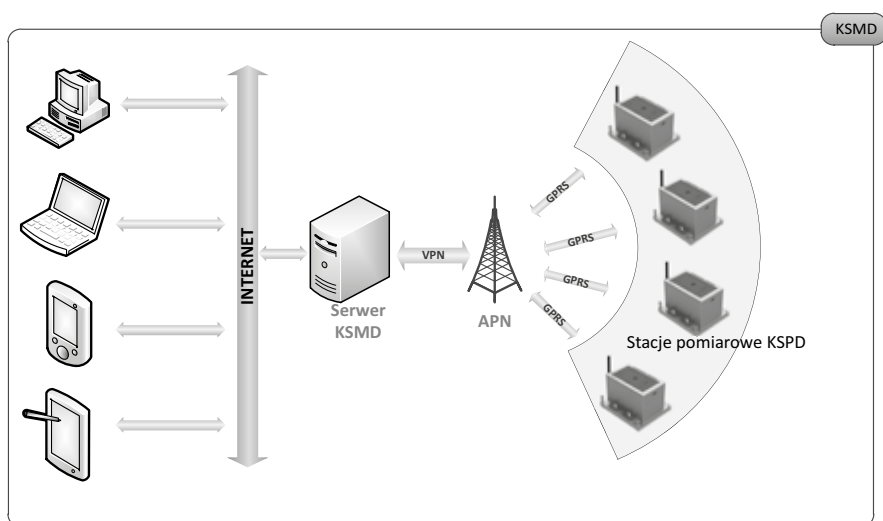 KSMD
INTERNET
Serwer
KSMD
VPN
APN
GPRS
GPRS
GPRS
GPRS
Stacje pomiarowe KSPD